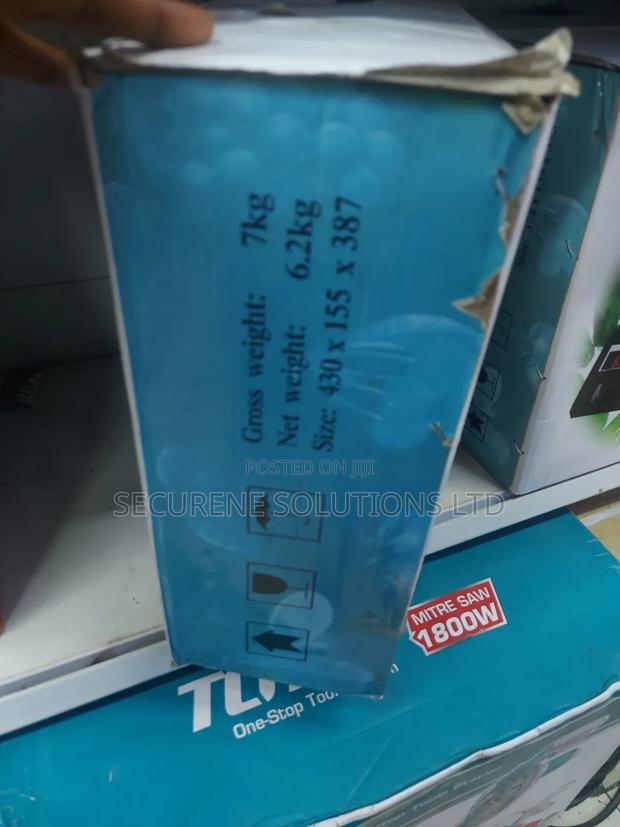 Gross weight: 7kg
Net weight: 6.2kg
Size: 430 x 155 x 387
POSTED ON JIJI
SECURENE SOLUTIONS LTD
MITRE SAW
1800W
One-Stop